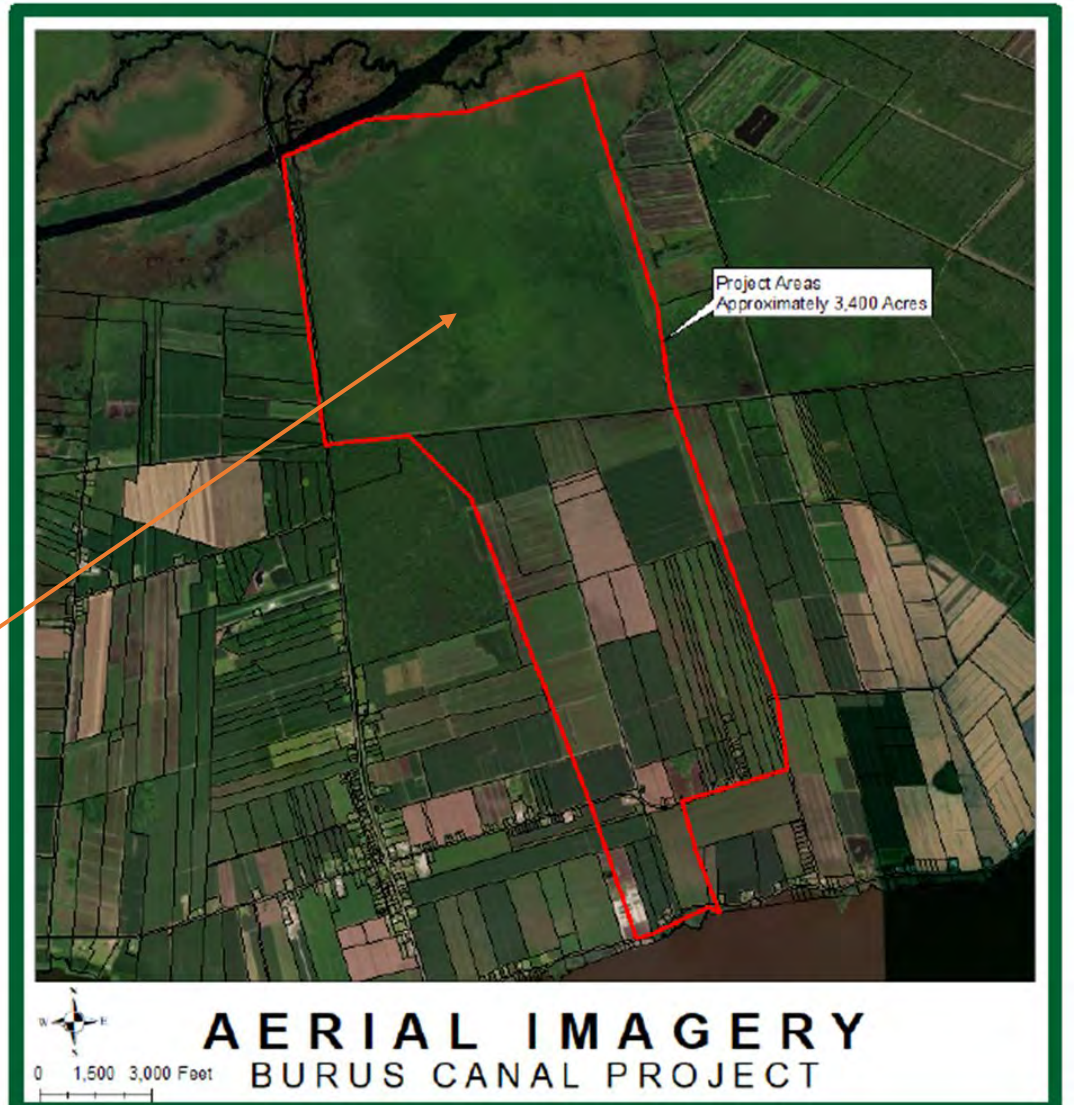 Project Areas
Approximately 3,400 Acres
N
W E
S
AERIAL IMAGERY
0 1,500 3,000 Feet
BURUS CANAL PROJECT